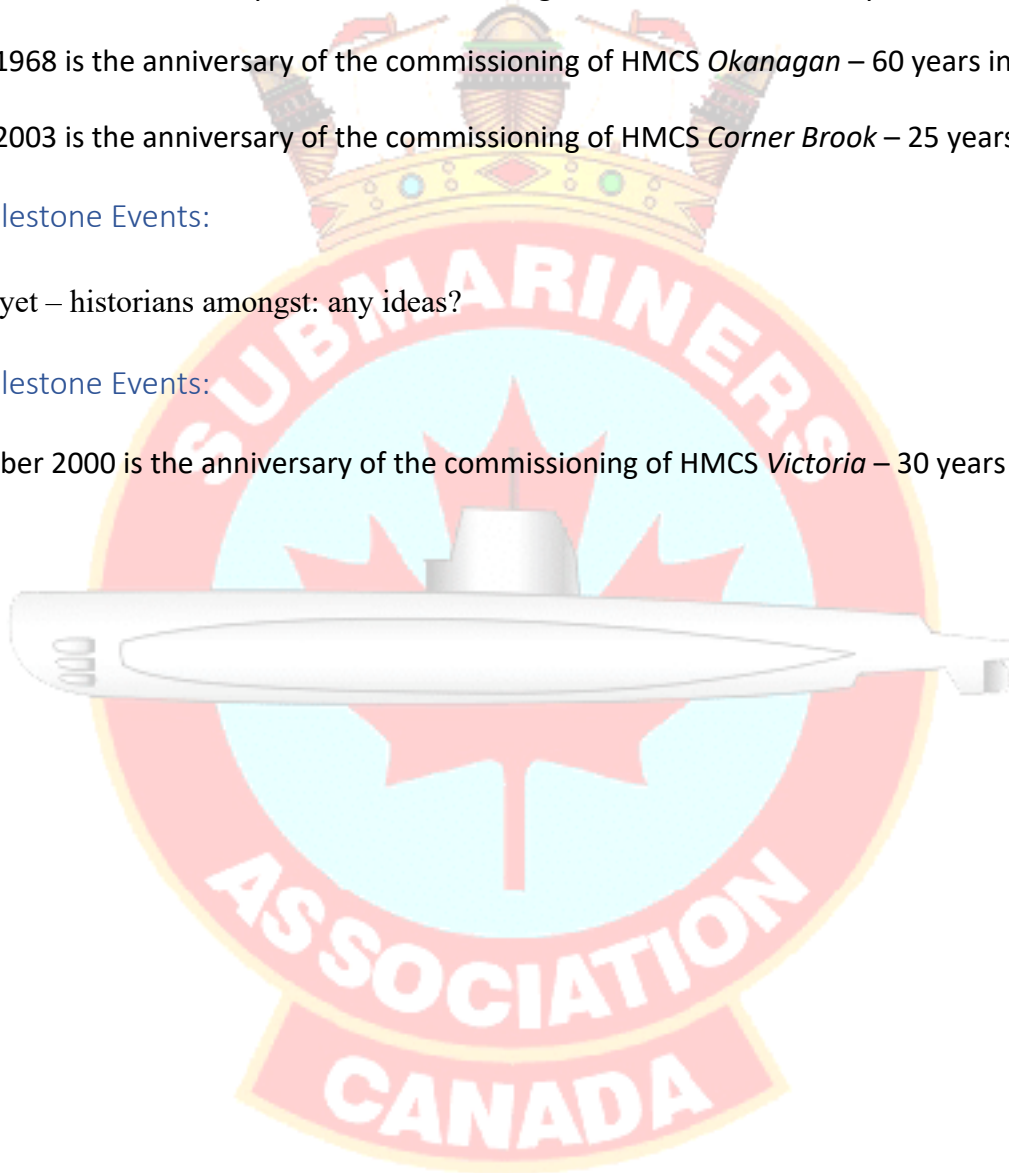 1968 is the anniversary of the commissioning of HMCS Okanagan – 60 years in
2003 is the anniversary of the commissioning of HMCS Corner Brook – 25 years
lestone Events:
yet – historians amongst: any ideas?
lestone Events:
ber 2000 is the anniversary of the commissioning of HMCS Victoria – 30 years
SUBMARINERS
ASSOCIATION
CANADA